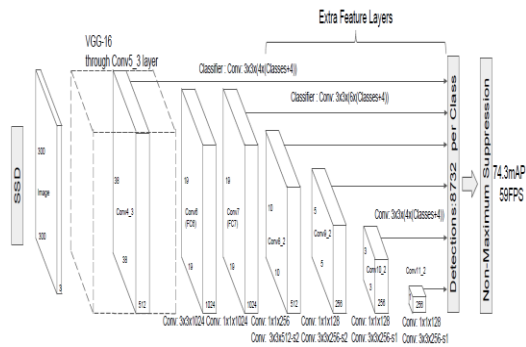 Extra Feature Layers
VGG-16
through Conv5_3 layer
Classifier : Conv: 3x3x(4x(Classes+4))
Classifier : Conv: 3x3x(6x(Classes+4))
Conv: 3x3x(4x(Classes+4))
SSD
300
Image
300
3
38
Conv4_3
38
512
19
Conv6
(FC6)
19
1024
19
Conv7
(FC7)
19
1024
10
Conv8_2
10
512
5
Conv9_2
5
256
3
Conv10_2
3
256
Conv11_2
256
Detections:8732 per Class
Non-Maximum Suppression
74.3mAP
59FPS
Conv: 3x3x1024
Conv: 1x1x1024
Conv: 1x1x256
Conv: 3x3x512-s2
Conv: 1x1x128
Conv: 3x3x256-s2
Conv: 1x1x128
Conv: 3x3x256-s1
Conv: 1x1x128
Conv: 3x3x256-s1